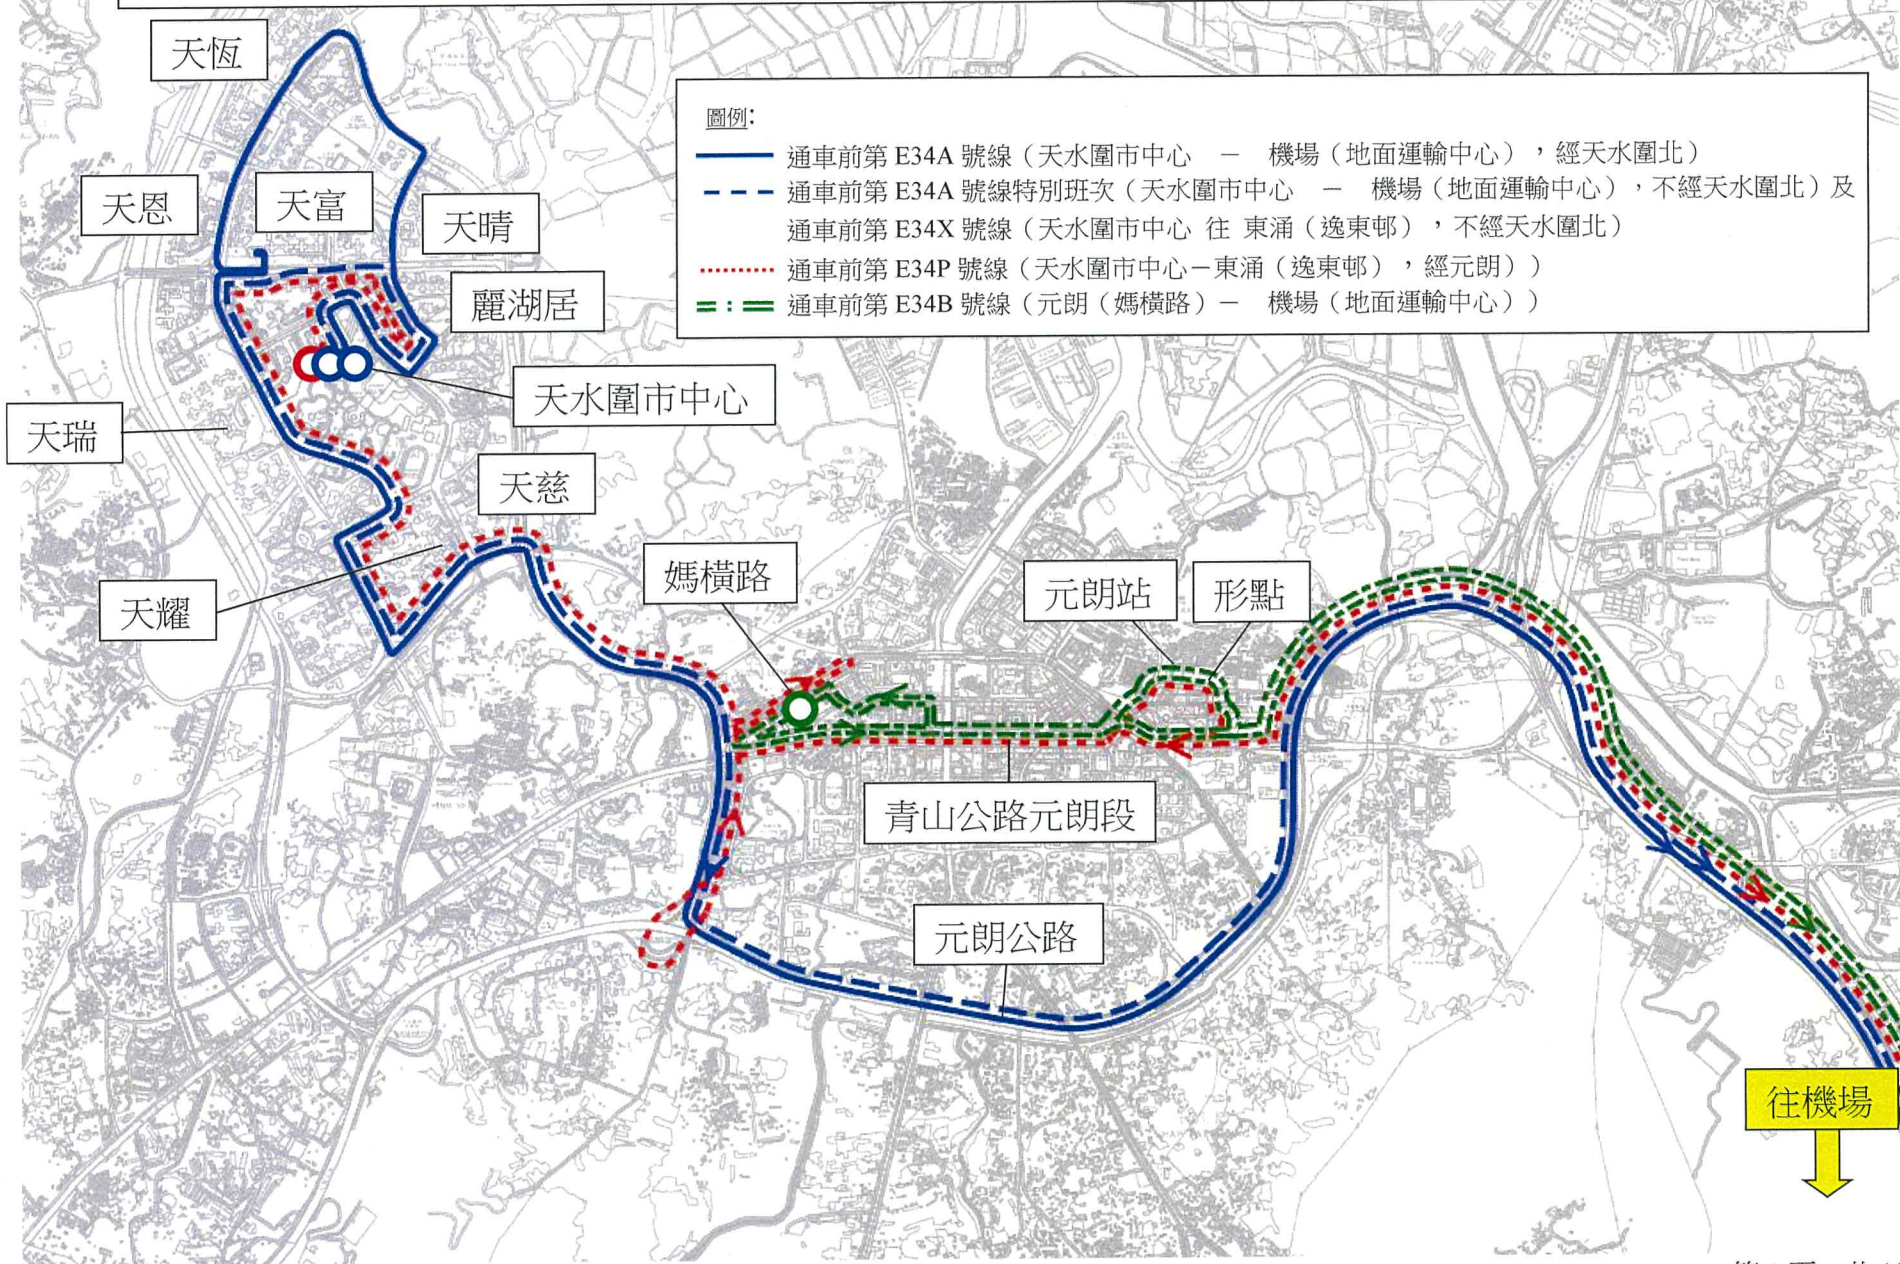 天恆
圖例:
通車前第 E34A 號線（天水圍市中心 － 機場（地面運輸中心），經天水圍北）
通車前第 E34A 號線特別班次（天水圍市中心 － 機場（地面運輸中心），不經天水圍北）及
通車前第 E34X 號線（天水圍市中心 往 東涌（逸東邨），不經天水圍北）
通車前第 E34P 號線（天水圍市中心－東涌（逸東邨），經元朗））
通車前第 E34B 號線（元朗（媽橫路）－ 機場（地面運輸中心））
天恩
天富
天晴
麗湖居
天水圍市中心
天瑞
天慈
天耀
媽橫路
元朗站
形點
青山公路元朗段
元朗公路
往機場